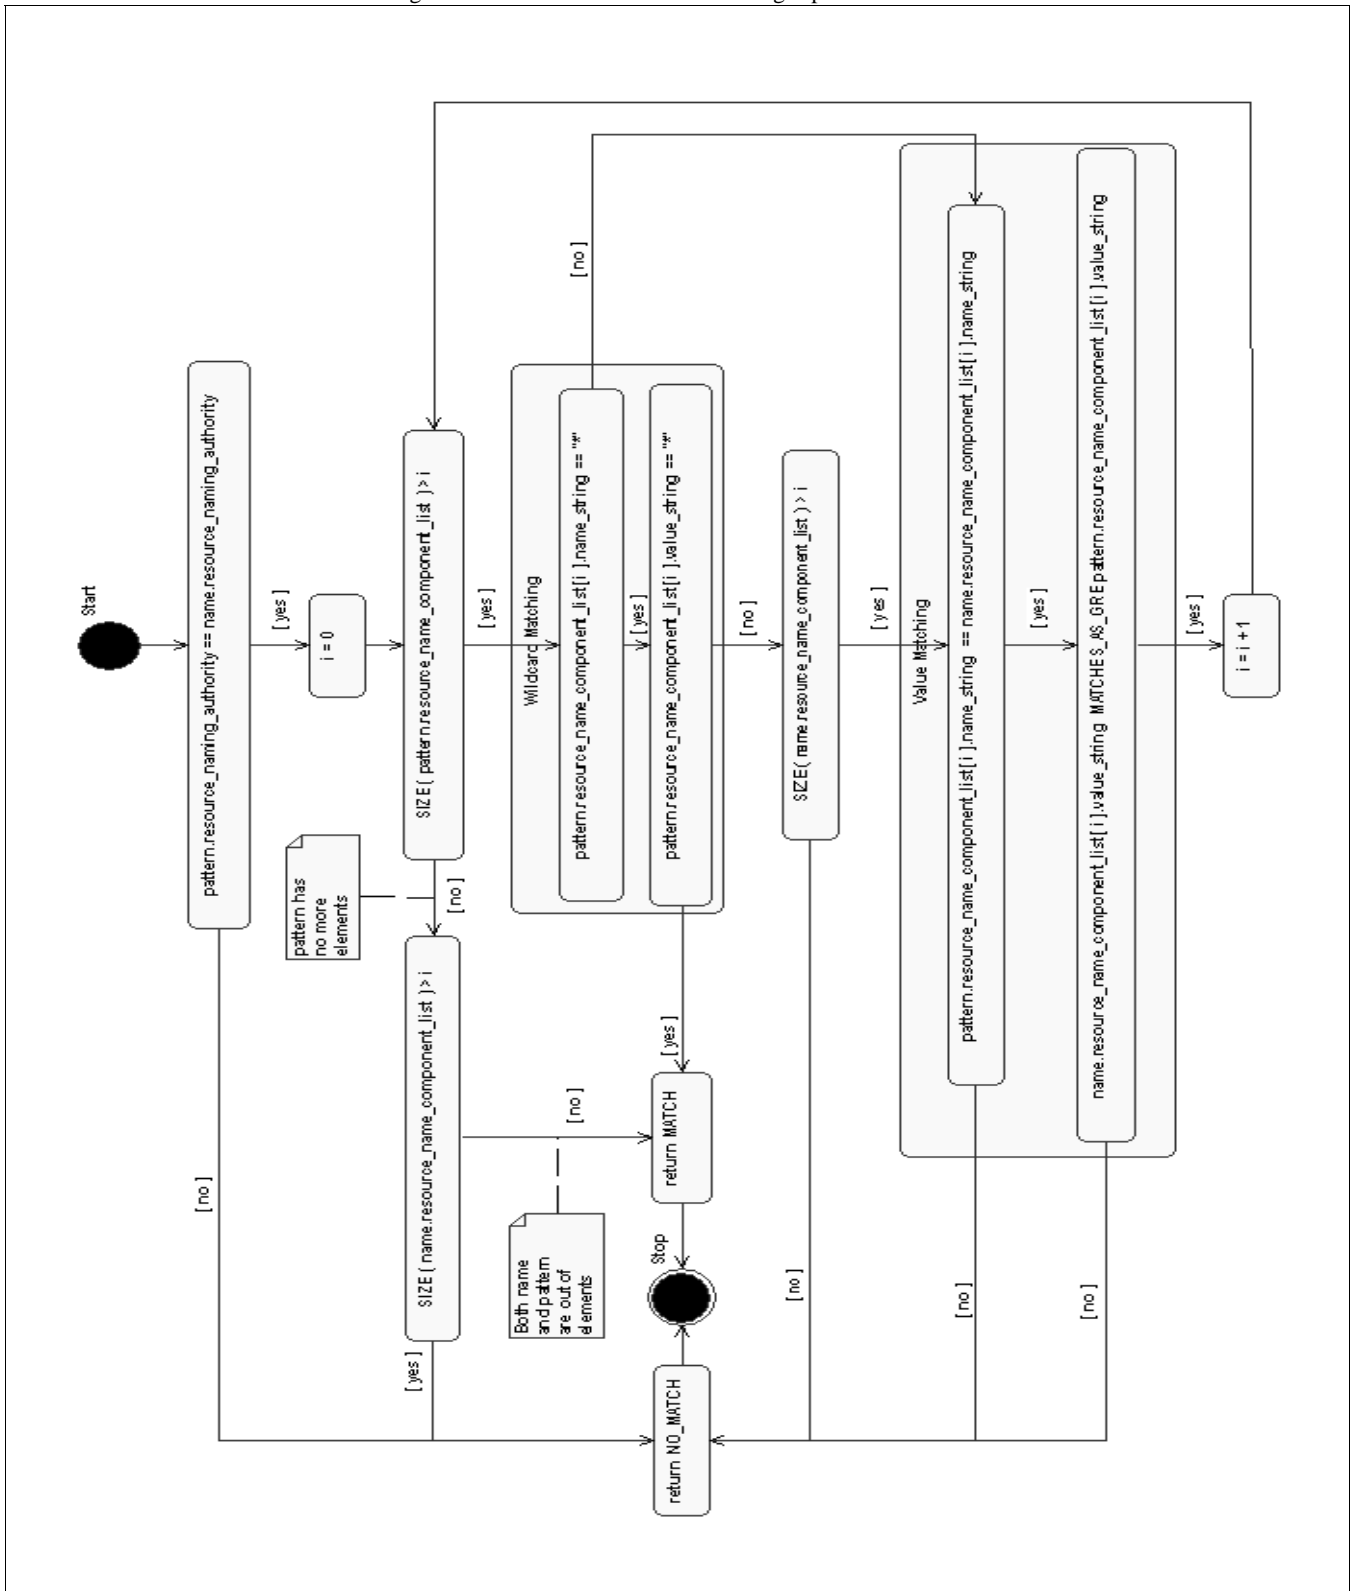 Start
pattern.resource_naming_authority == name.resource_naming_authority
[ yes ]
[ no ]
i = 0
pattern has
no more
elements
SIZE ( pattern.resource_name_component_list ) > i
[ yes ]
[ no ]
SIZE ( name.resource_name_component_list ) > i
[ yes ]
[ no ]
Both name
and pattern
are out of
elements
Wildcard Matching
pattern.resource_name_component_list[ i ].name_string == "*"
[ no ]
[ yes ]
pattern.resource_name_component_list[ i ].value_string == "*"
[ yes ]
[ no ]
return MATCH
Stop
return NO_MATCH
SIZE ( name.resource_name_component_list ) > i
[ yes ]
[ no ]
Value Matching
pattern.resource_name_component_list[ i ].name_string == name.resource_name_component_list[ i ].name_string
[ yes ]
[ no ]
name.resource_name_component_list[ i ].value_string MATCHES_AS_GRE pattern.resource_name_component_list[ i ].value_string
[ yes ]
[ no ]
i = i + 1